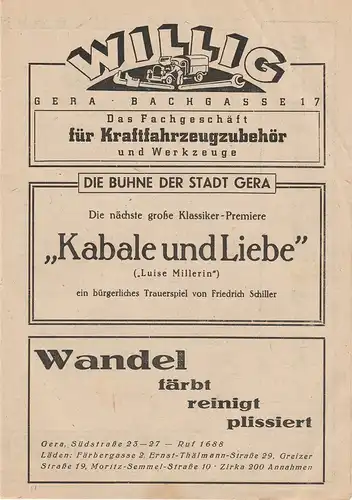 WILLIG
GERA · BACHGASSE 17
Das Fachgeschäft
für Kraftfahrzeugzubehör
und Werkzeuge
DIE BÜHNE DER STADT GERA
Die nächste große Klassiker-Premiere
„Kabale und Liebe"
(„Luise Millerin")
ein bürgerliches Trauerspiel von Friedrich Schiller
Wandel
färbt
reinigt
plissiert
Gera, Südstraße 23–27 – Ruf 1688
Läden: Färbergasse 2, Ernst-Thälmann-Straße 29, Greizer
Straße 19, Moritz-Semmel-Straße 10 · Zirka 200 Annahmen